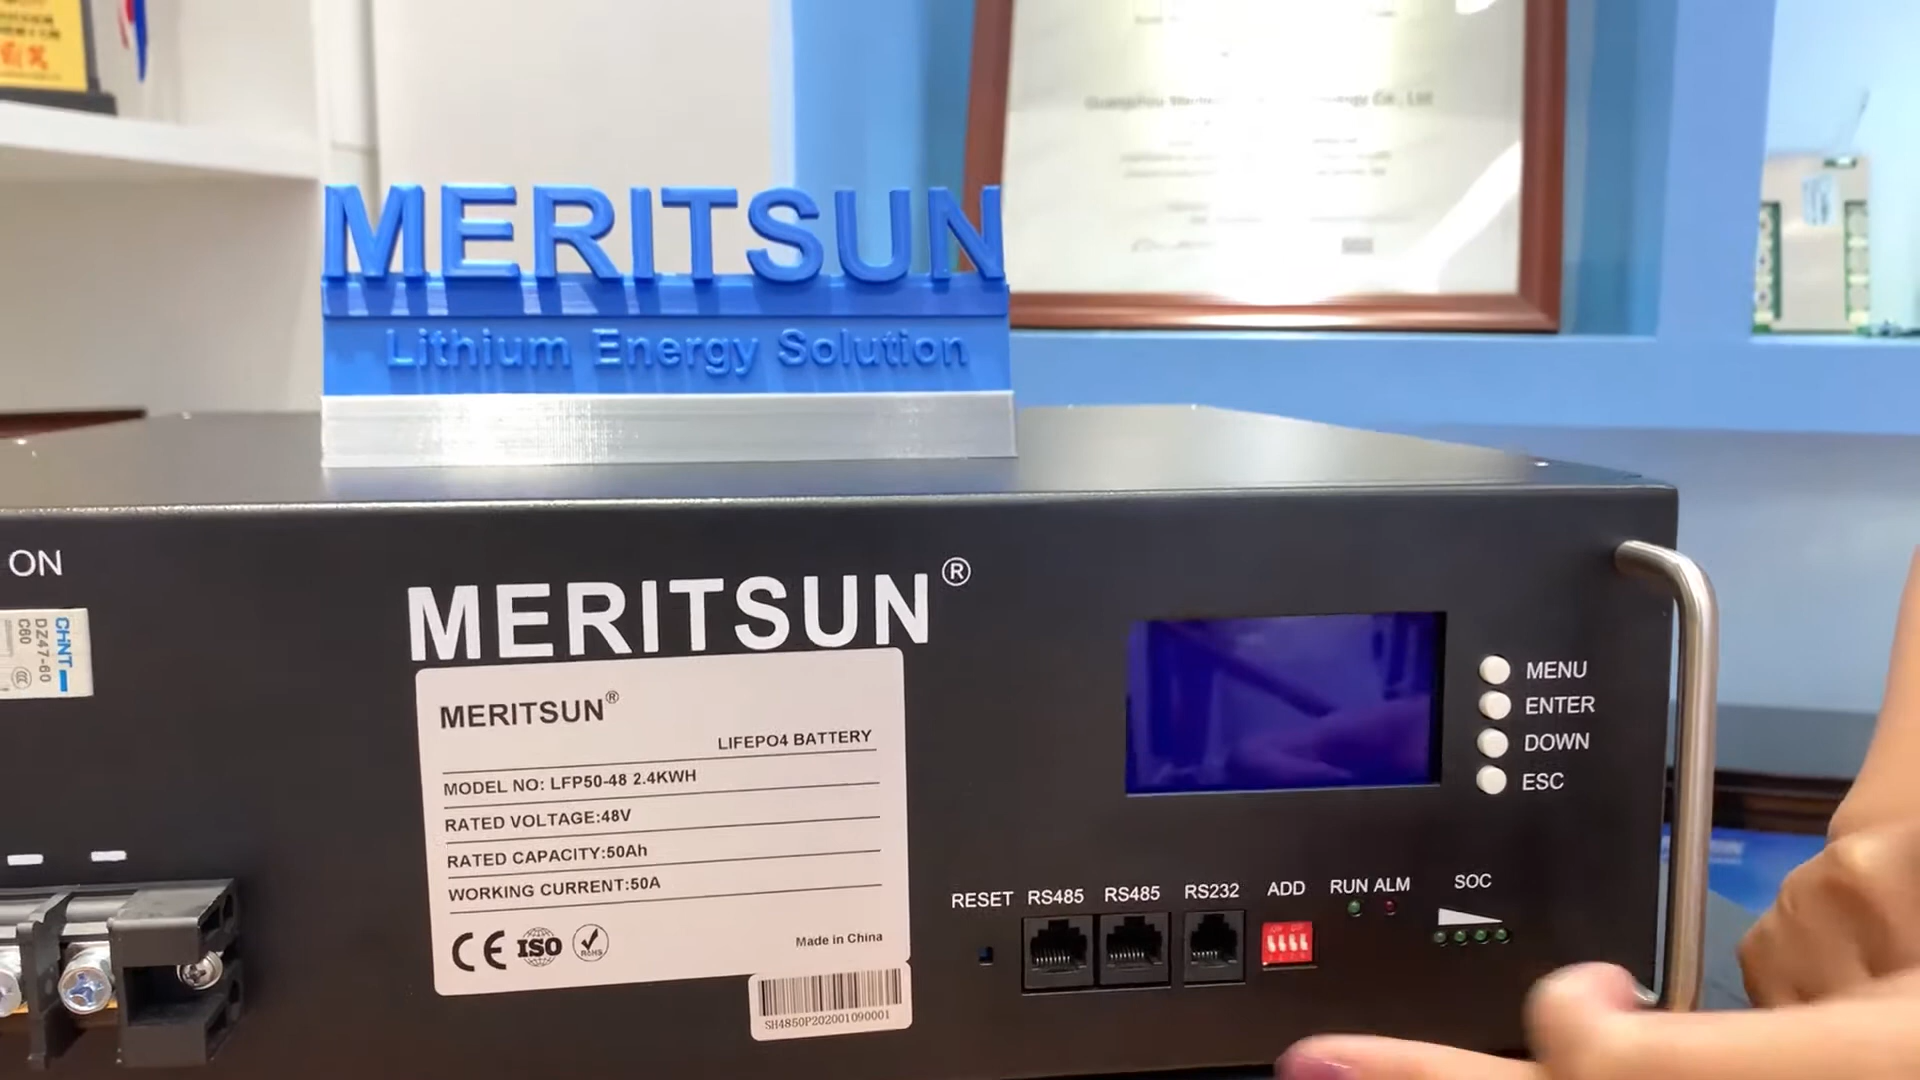 MERITSUN
Lithium Energy Solution
ON
CHNT
DZ47-60
C60
MERITSUN®
MERITSUN®
LIFEPO4 BATTERY
MODEL NO: LFP50-48 2.4KWH
RATED VOLTAGE:48V
RATED CAPACITY:50Ah
WORKING CURRENT:50A
CE ISO RoHS
Made in China
SH4850P202001090001
MENU
ENTER
DOWN
ESC
RESET RS485 RS485 RS232 ADD RUN ALM SOC